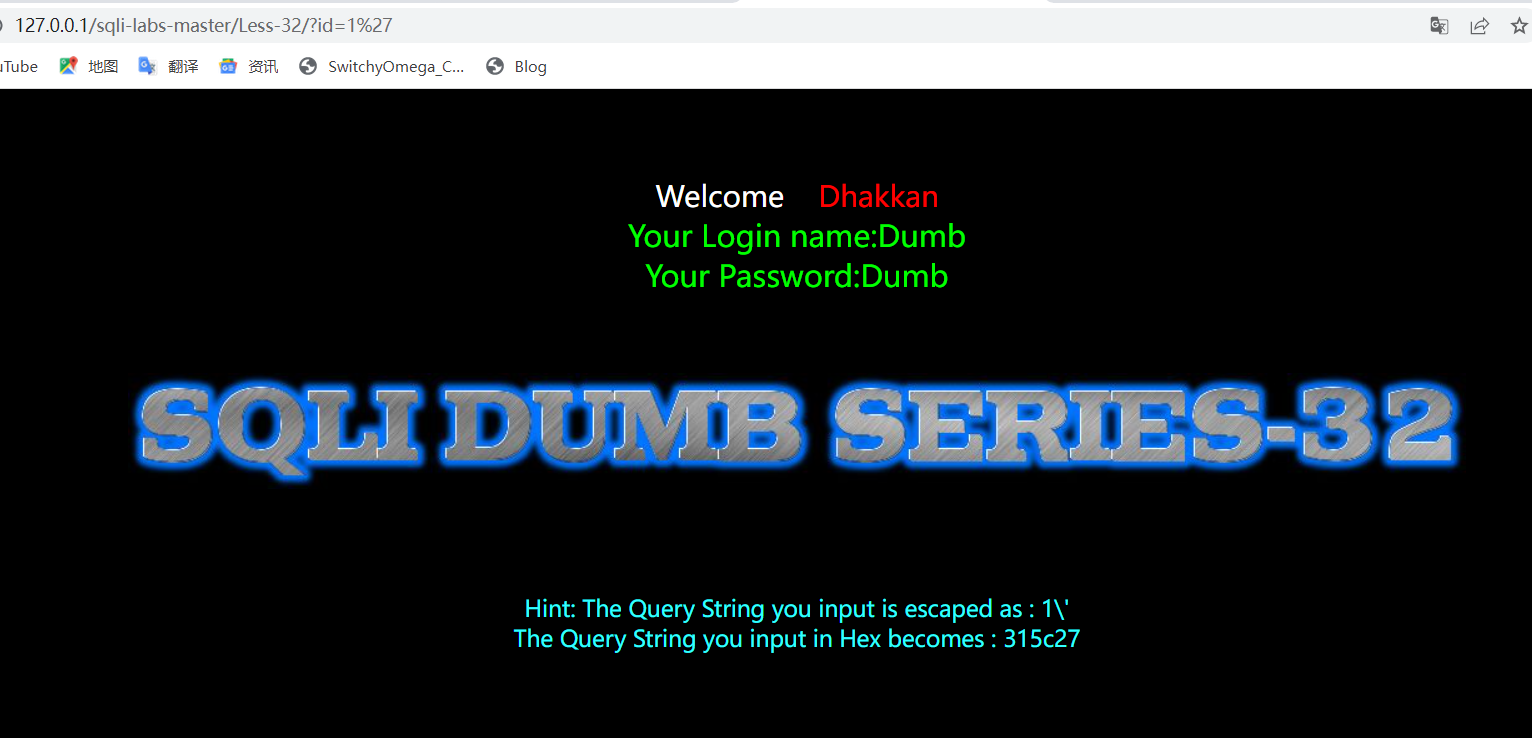 127.0.0.1/sqli-labs-master/Less-32/?id=1%27
地图 翻译 资讯 SwitchyOmega_C... Blog
Welcome Dhakkan
Your Login name:Dumb
Your Password:Dumb
SQLI DUMB SERIES-32
Hint: The Query String you input is escaped as : 1\'
The Query String you input in Hex becomes : 315c27